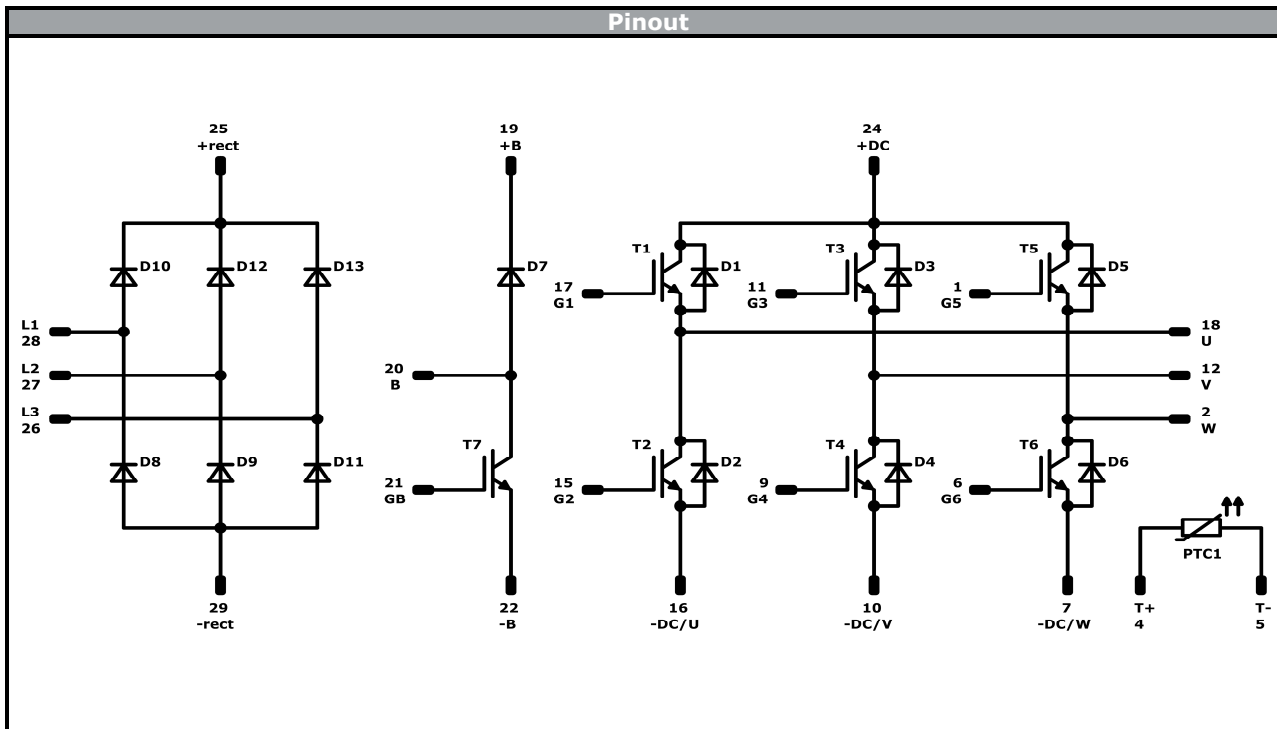 Pinout
25
+rect
19
+B
24
+DC
D10
D12
D13
D7
T1
D1
T3
D3
T5
D5
17
G1
11
G3
1
G5
L1
28
L2
27
L3
26
20
B
18
U
12
V
2
W
D8
D9
D11
T7
T2
D2
T4
D4
T6
D6
21
GB
15
G2
9
G4
6
G6
PTC1
29
-rect
22
-B
16
-DC/U
10
-DC/V
7
-DC/W
T+
4
T-
5